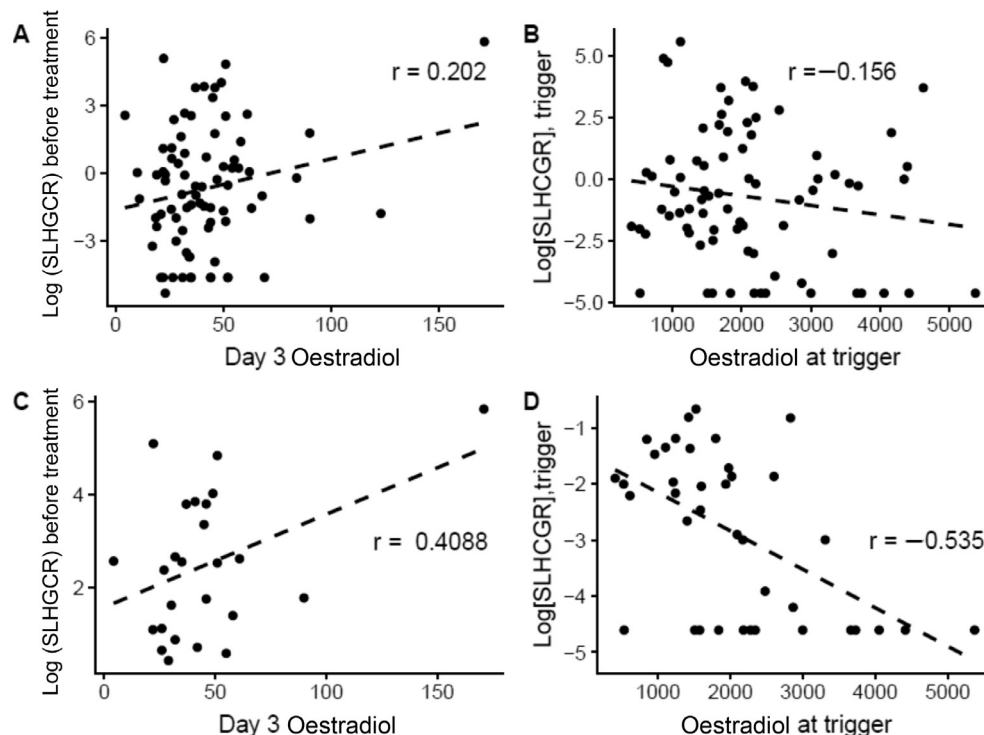 A
Log (SLHGCR) before treatment
6
3
0
−3
r = 0.202
0
50
100
150
Day 3 Oestradiol
B
Log[SLHCGR], trigger
5.0
2.5
0.0
−2.5
−5.0
r =−0.156
1000
2000
3000
4000
5000
Oestradiol at trigger
C
Log (SLHGCR) before treatment
6
4
2
r = 0.4088
0
50
100
150
Day 3 Oestradiol
D
Log[SLHCGR],trigger
−1
−2
−3
−4
−5
r = −0.535
1000
2000
3000
4000
5000
Oestradiol at trigger